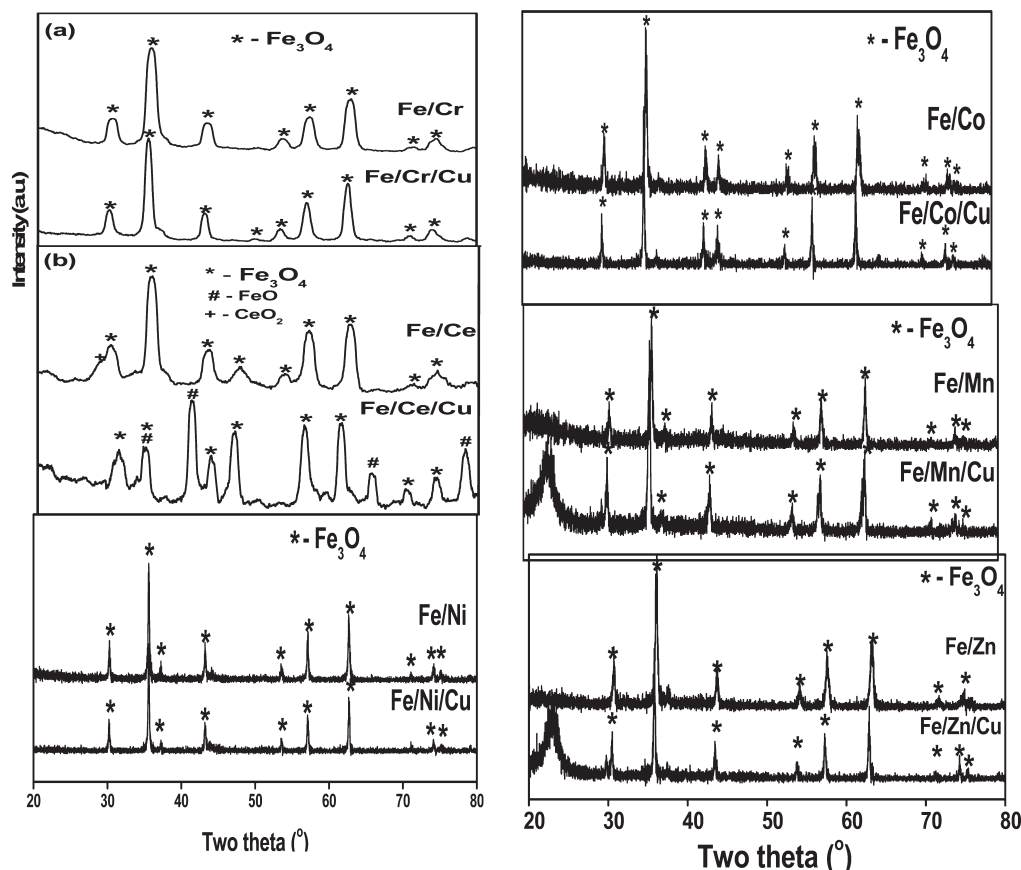 (a)
* - Fe3O4
Fe/Cr
Fe/Cr/Cu
Intensity (a.u)
(b)
* - Fe3O4
# - FeO
+ - CeO2
Fe/Ce
Fe/Ce/Cu
* - Fe3O4
Fe/Ni
Fe/Ni/Cu
20 30 40 50 60 70 80
Two theta (o)
* - Fe3O4
Fe/Co
Fe/Co/Cu
* - Fe3O4
Fe/Mn
Fe/Mn/Cu
* - Fe3O4
Fe/Zn
Fe/Zn/Cu
20 30 40 50 60 70 80
Two theta (o)